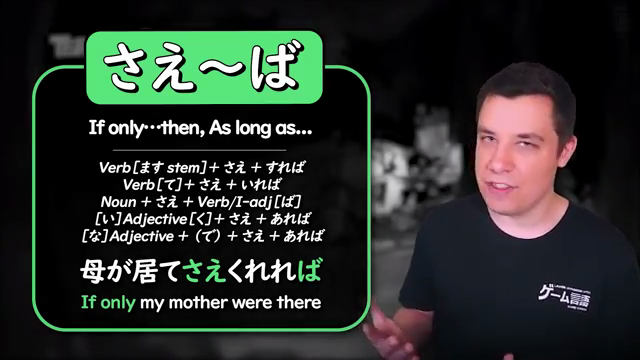 さえ〜ば
If only…then, As long as...
Verb[ます stem]+ さえ + すれば
Verb[て]+ さえ + いれば
Noun + さえ + Verb/I-adj[ば]
[い]Adjective[く]+ さえ + あれば
[な]Adjective +（で）+ さえ + あれば
母が居てさえくれれば
If only my mother were there
ゲーム言語